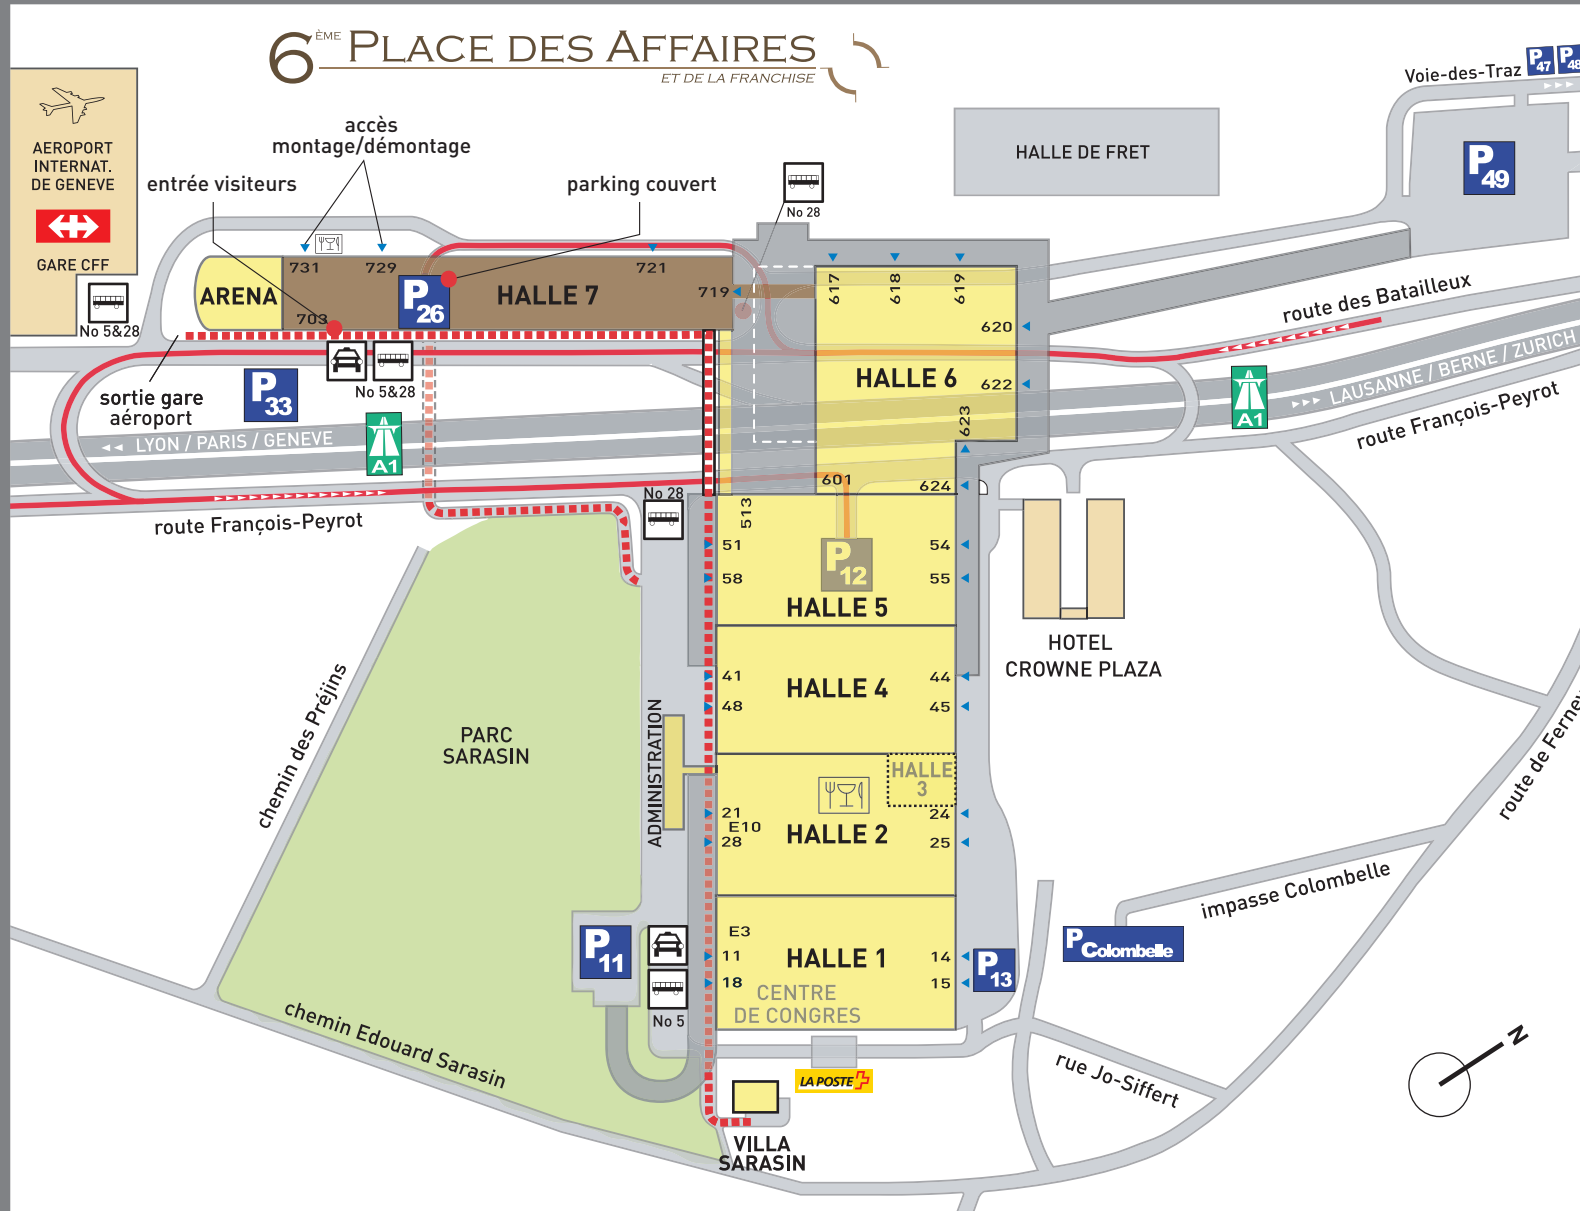 6ÈME PLACE DES AFFAIRES
ET DE LA FRANCHISE
Voie-des-Traz
P47
P48
AEROPORT
INTERNAT.
DE GENEVE
GARE CFF
No 5&28
accès
montage/démontage
entrée visiteurs
parking couvert
No 28
HALLE DE FRET
P49
731
729
721
ARENA
703
P26
HALLE 7
719
617
618
619
620
622
623
HALLE 6
route des Batailleux
LAUSANNE / BERNE / ZURICH
route François-Peyrot
A1
sortie gare
aéroport
P33
No 5&28
LYON / PARIS / GENEVE
A1
route François-Peyrot
No 28
601
624
513
51
58
P12
54
55
HALLE 5
HOTEL
CROWNE PLAZA
41
48
HALLE 4
44
45
chemin des Préjins
PARC
SARASIN
ADMINISTRATION
HALLE
3
21
E10
28
HALLE 2
24
25
route de Ferney
impasse Colombelle
P Colombelle
P11
No 5
E3
11
18
HALLE 1
14
15
CENTRE
DE CONGRES
P13
chemin Edouard Sarasin
LA POSTE
rue Jo-Siffert
VILLA
SARASIN
N